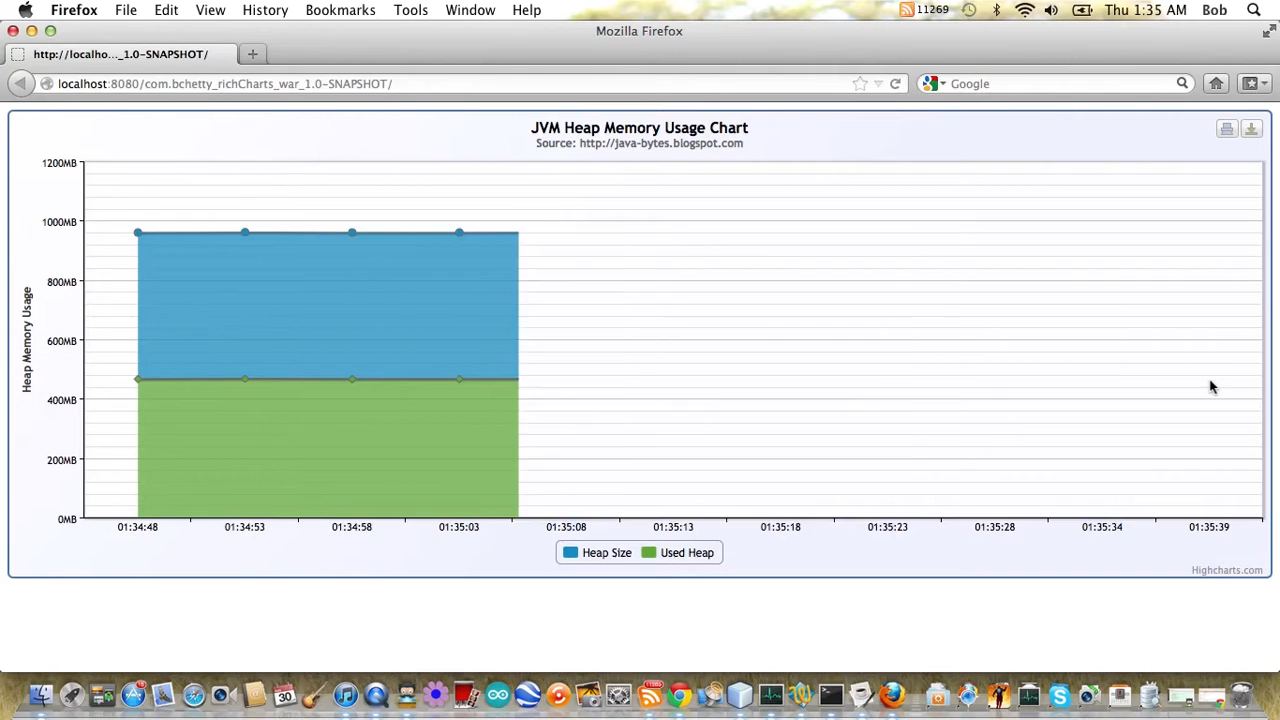 Firefox File Edit View History Bookmarks Tools Window Help 11269 Thu 1:35 AM Bob
Mozilla Firefox
http://localho..._1.0-SNAPSHOT/
localhost:8080/com.bchetty_richCharts_war_1.0-SNAPSHOT/ Google
JVM Heap Memory Usage Chart
Source: http://java-bytes.blogspot.com
1200MB
1000MB
800MB
600MB
400MB
200MB
0MB
Heap Memory Usage
01:34:48 01:34:53 01:34:58 01:35:03 01:35:08 01:35:13 01:35:18 01:35:23 01:35:28 01:35:34 01:35:39
Heap Size Used Heap
Highcharts.com
30